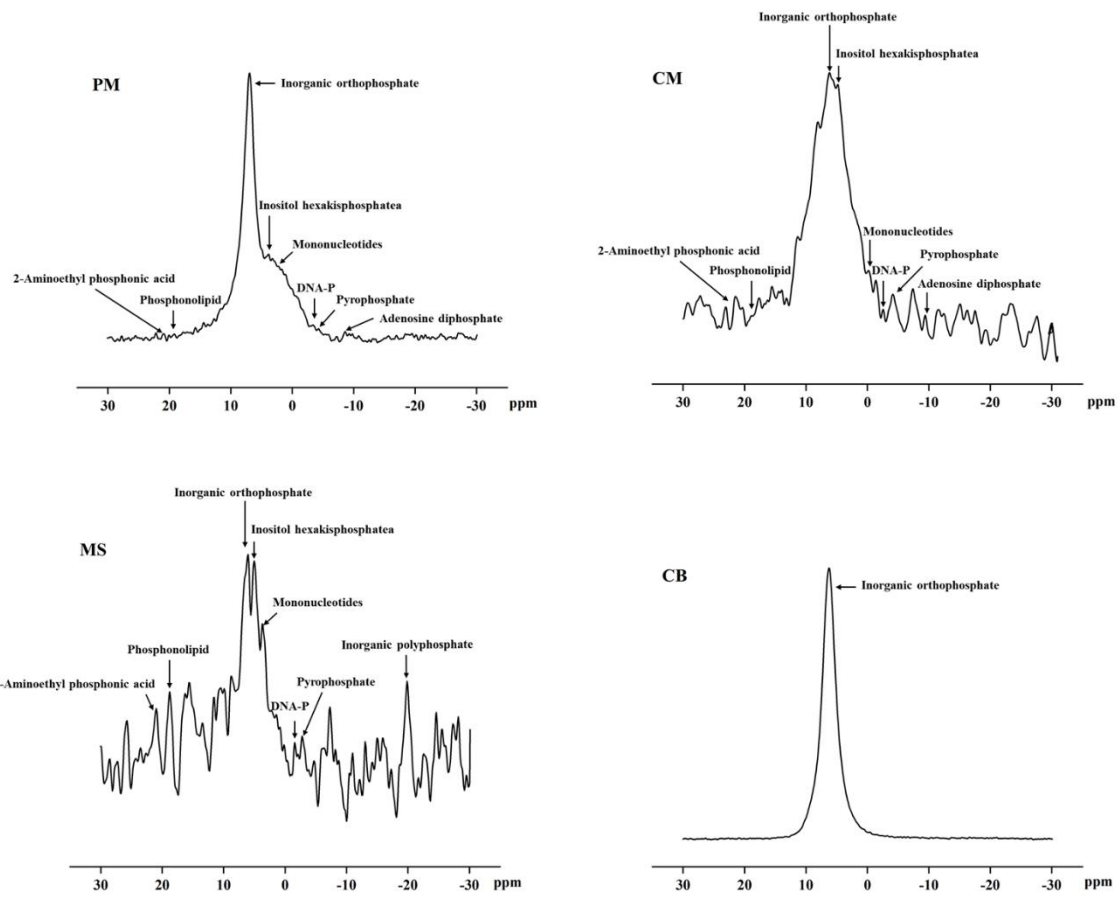 PM
Inorganic orthophosphate
Inositol hexakisphosphatea
Mononucleotides
2-Aminoethyl phosphonic acid
Phosphonolipid
DNA-P
Pyrophosphate
Adenosine diphosphate
30 20 10 0 -10 -20 -30 ppm
CM
Inorganic orthophosphate
Inositol hexakisphosphatea
Mononucleotides
2-Aminoethyl phosphonic acid
Phosphonolipid
DNA-P
Pyrophosphate
Adenosine diphosphate
30 20 10 0 -10 -20 -30 ppm
MS
Inorganic orthophosphate
Inositol hexakisphosphatea
Mononucleotides
Phosphonolipid
-Aminoethyl phosphonic acid
DNA-P
Pyrophosphate
Inorganic polyphosphate
30 20 10 0 -10 -20 -30 ppm
CB
Inorganic orthophosphate
30 20 10 0 -10 -20 -30 ppm